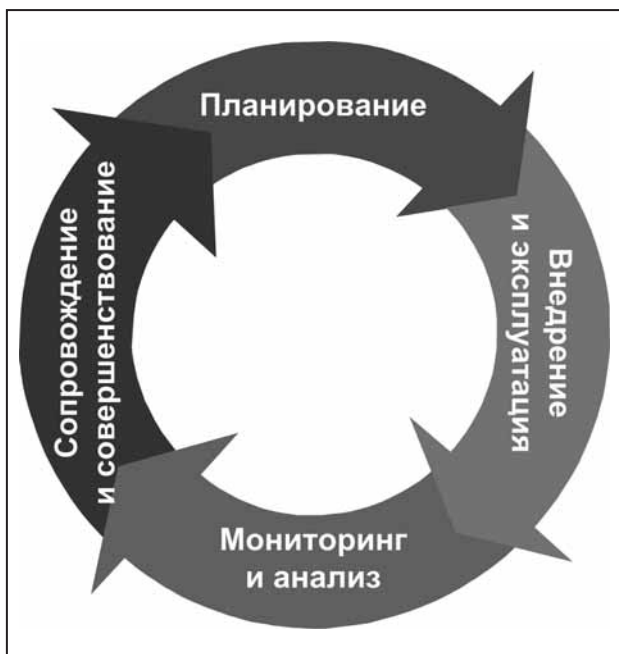 Планирование
Внедрение
и эксплуатация
Мониторинг
и анализ
Сопровождение
и совершенствование